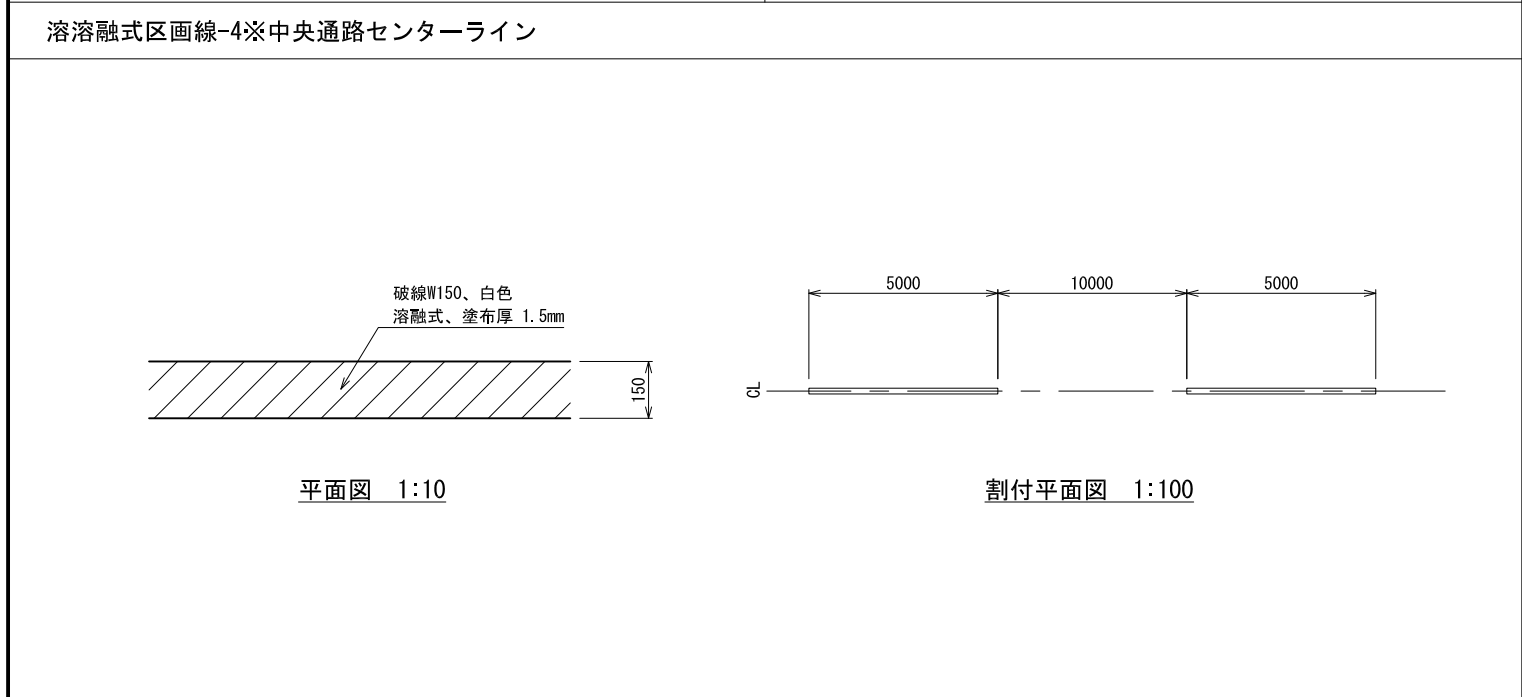 溶溶融式区画線-4※中央通路センターライン
破線W150、白色
溶融式、塗布厚 1.5mm
150
平面図 1:10
5000
10000
5000
CL
割付平面図 1:100